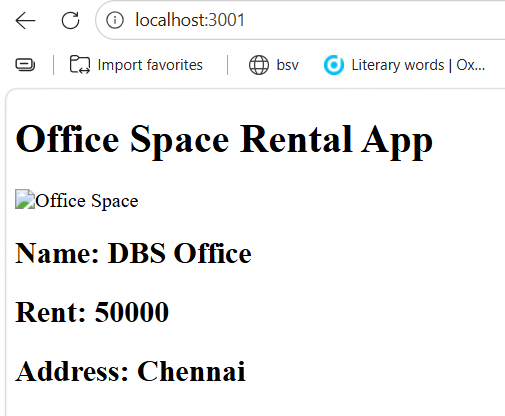 localhost:3001
Import favorites
bsv
Literary words | Ox...
Office Space Rental App
Office Space
Name: DBS Office
Rent: 50000
Address: Chennai